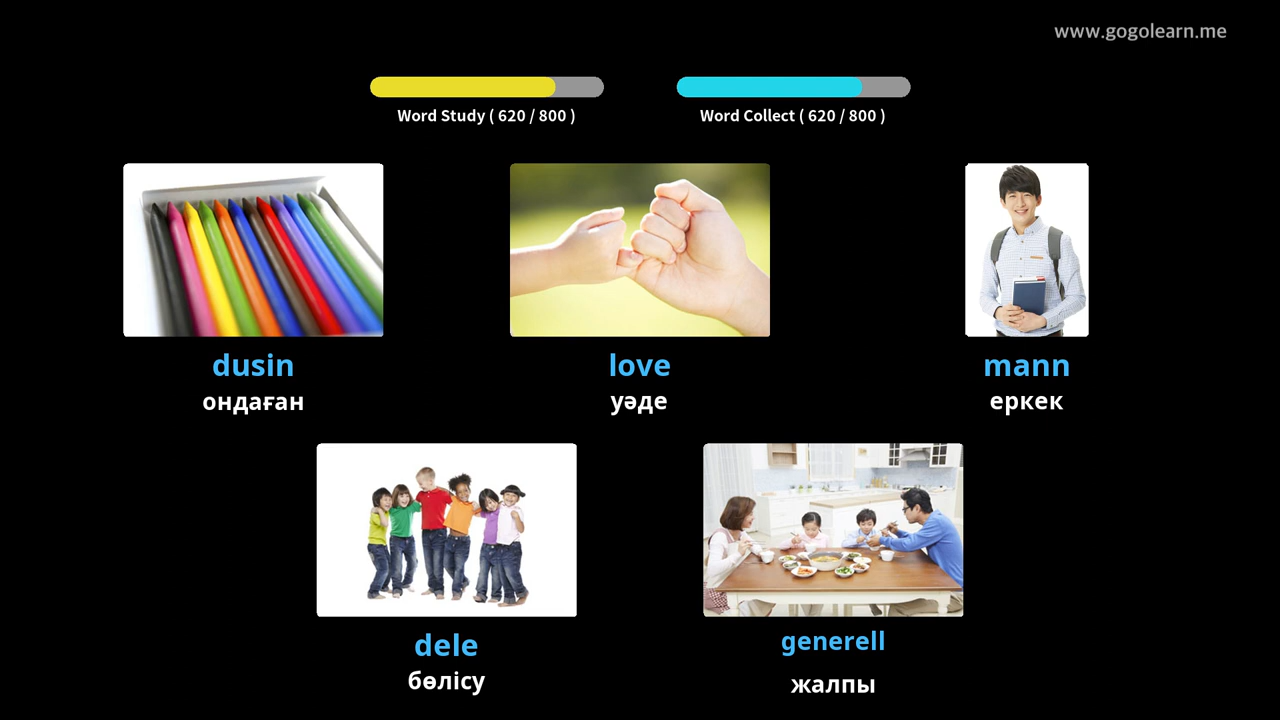 www.gogolearn.me
Word Study ( 620 / 800 )
Word Collect ( 620 / 800 )
dusin
ондаған
love
уәде
mann
еркек
dele
бөлісу
generell
жалпы